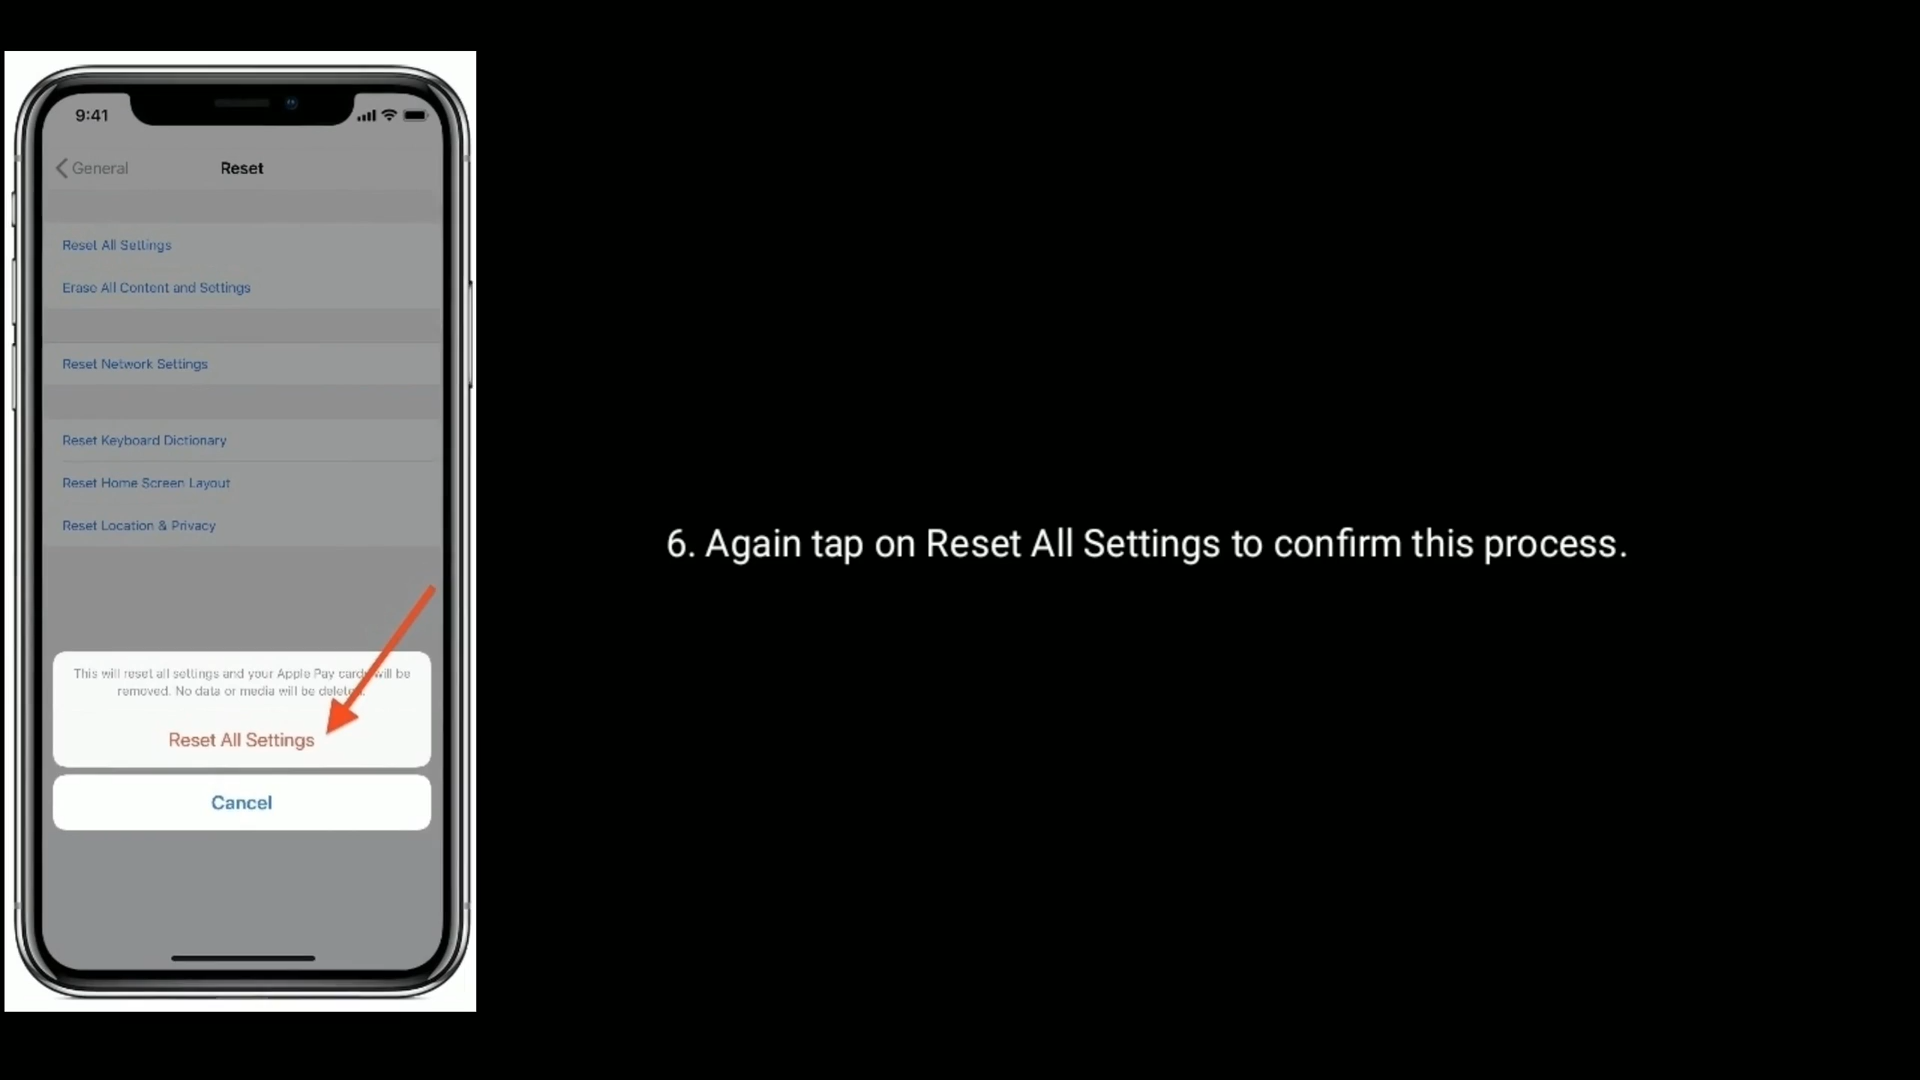 9:41
General
Reset
Reset All Settings
Erase All Content and Settings
Reset Network Settings
Reset Keyboard Dictionary
Reset Home Screen Layout
Reset Location & Privacy
This will reset all settings and your Apple Pay cards will be
removed. No data or media will be deleted.
Reset All Settings
Cancel
6. Again tap on Reset All Settings to confirm this process.